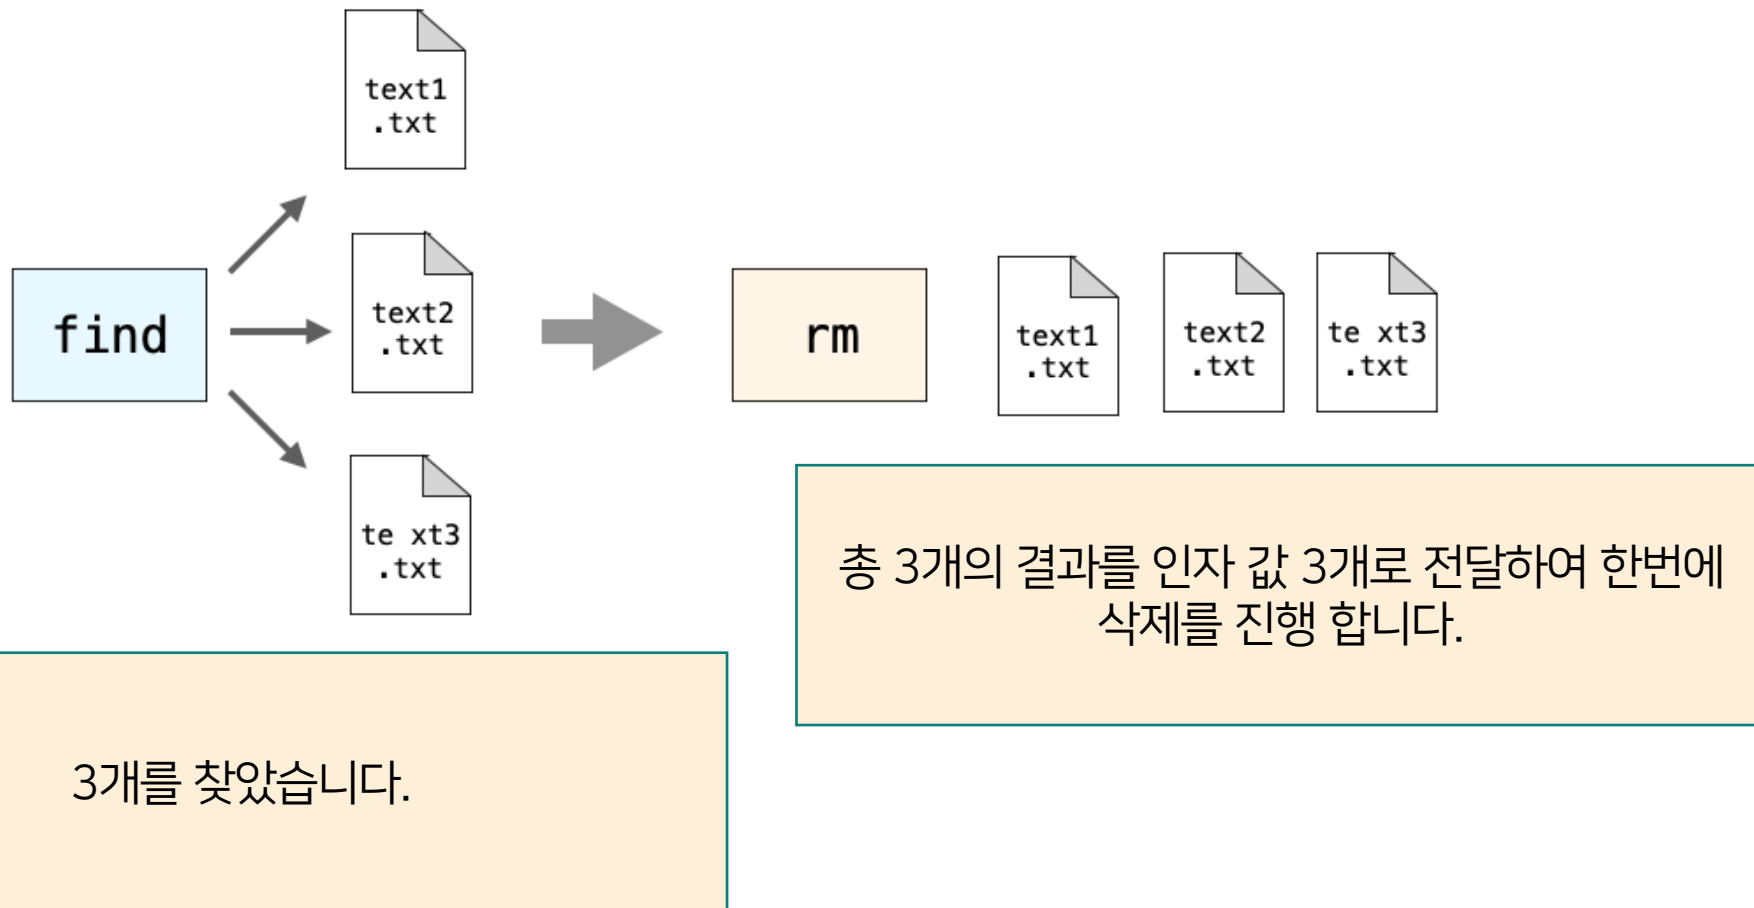 text1
.txt
find
text2
.txt
te xt3
.txt
rm
text1
.txt
text2
.txt
te xt3
.txt
총 3개의 결과를 인자 값 3개로 전달하여 한번에
삭제를 진행 합니다.
3개를 찾았습니다.